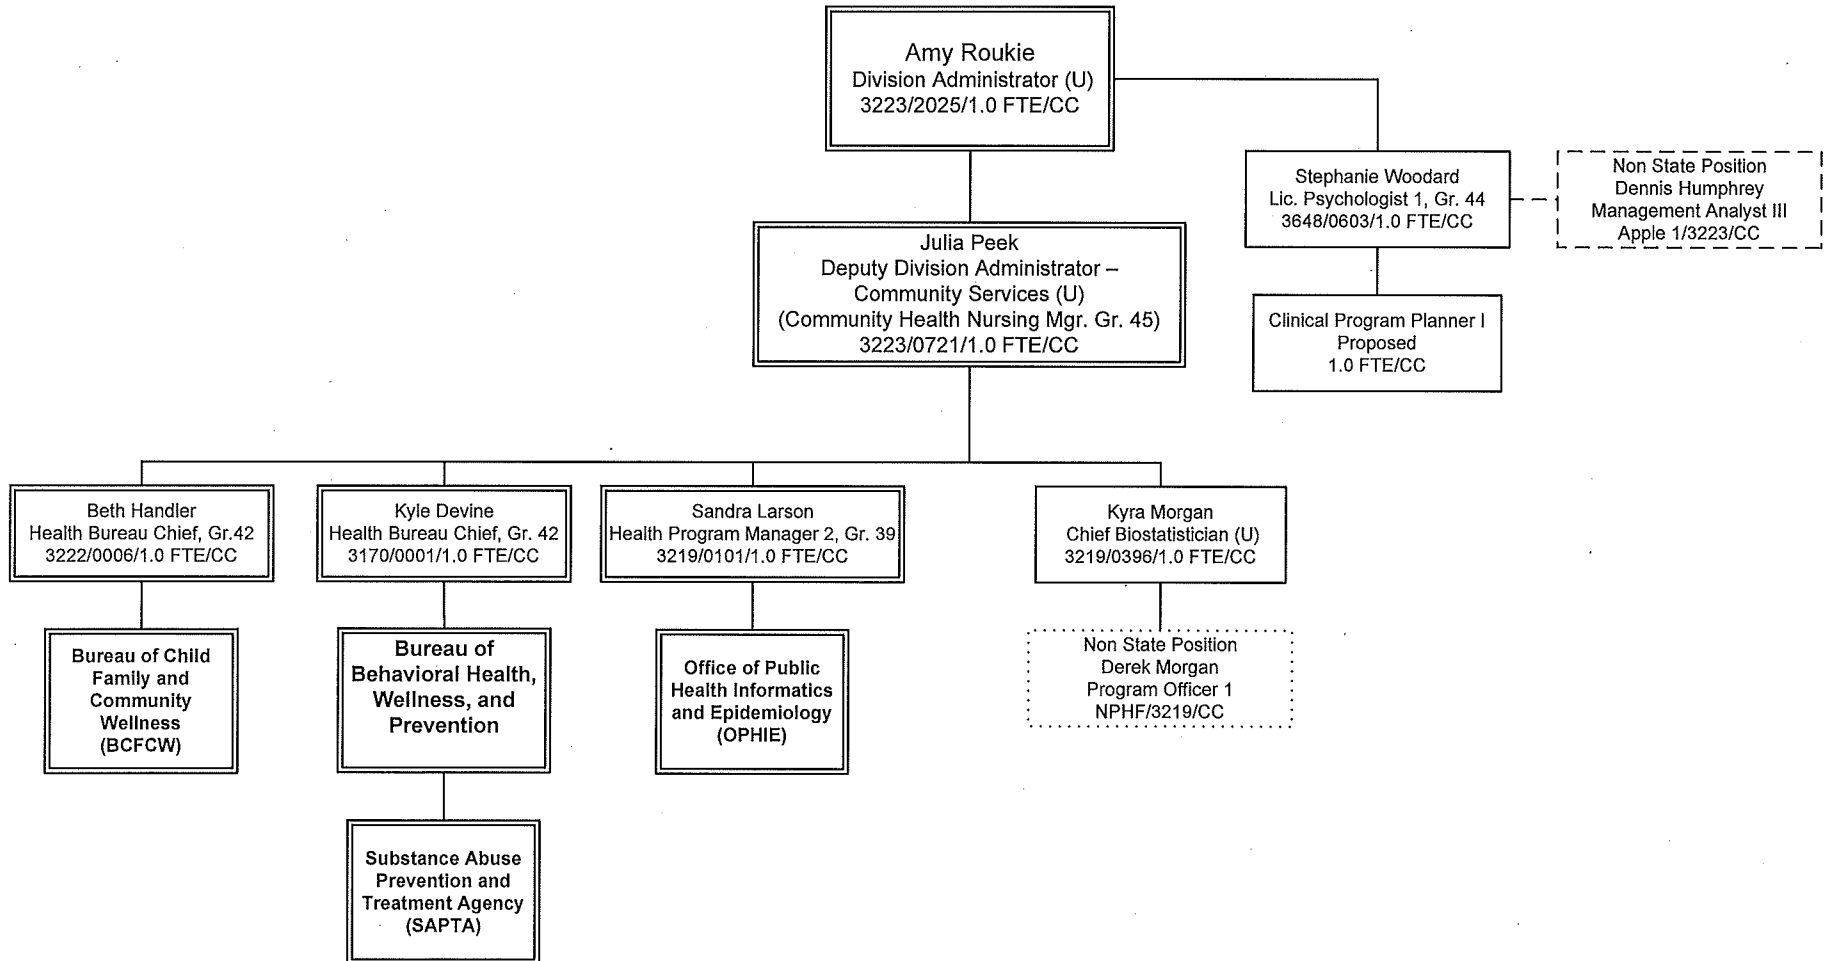 Amy Roukie
Division Administrator (U)
3223/2025/1.0 FTE/CC
Stephanie Woodard
Lic. Psychologist 1, Gr. 44
3648/0603/1.0 FTE/CC
Non State Position
Dennis Humphrey
Management Analyst III
Apple 1/3223/CC
Julia Peek
Deputy Division Administrator –
Community Services (U)
(Community Health Nursing Mgr. Gr. 45)
3223/0721/1.0 FTE/CC
Clinical Program Planner I
Proposed
1.0 FTE/CC
Beth Handler
Health Bureau Chief, Gr.42
3222/0006/1.0 FTE/CC
Kyle Devine
Health Bureau Chief, Gr. 42
3170/0001/1.0 FTE/CC
Sandra Larson
Health Program Manager 2, Gr. 39
3219/0101/1.0 FTE/CC
Kyra Morgan
Chief Biostatistician (U)
3219/0396/1.0 FTE/CC
Bureau of Child
Family and
Community
Wellness
(BCFCW)
Bureau of
Behavioral Health,
Wellness, and
Prevention
Office of Public
Health Informatics
and Epidemiology
(OPHIE)
Non State Position
Derek Morgan
Program Officer 1
NPHF/3219/CC
Substance Abuse
Prevention and
Treatment Agency
(SAPTA)